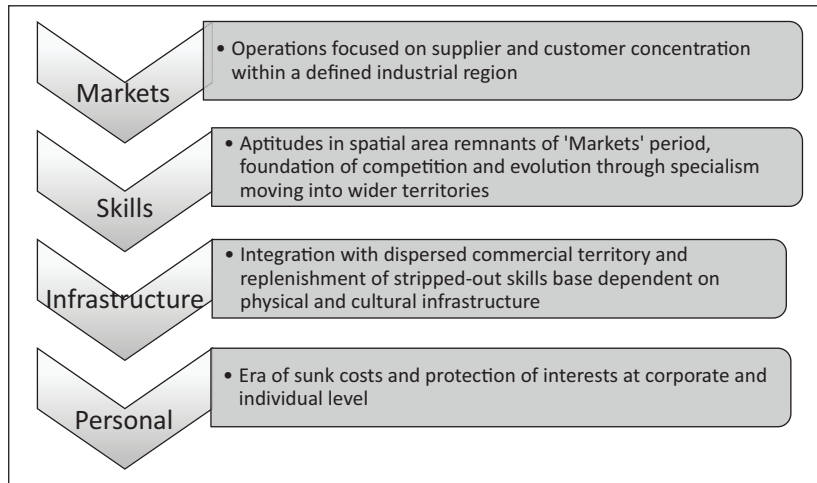 Markets
• Operations focused on supplier and customer concentration
within a defined industrial region
Skills
• Aptitudes in spatial area remnants of 'Markets' period,
foundation of competition and evolution through specialism
moving into wider territories
Infrastructure
• Integration with dispersed commercial territory and
replenishment of stripped-out skills base dependent on
physical and cultural infrastructure
Personal
• Era of sunk costs and protection of interests at corporate and
individual level